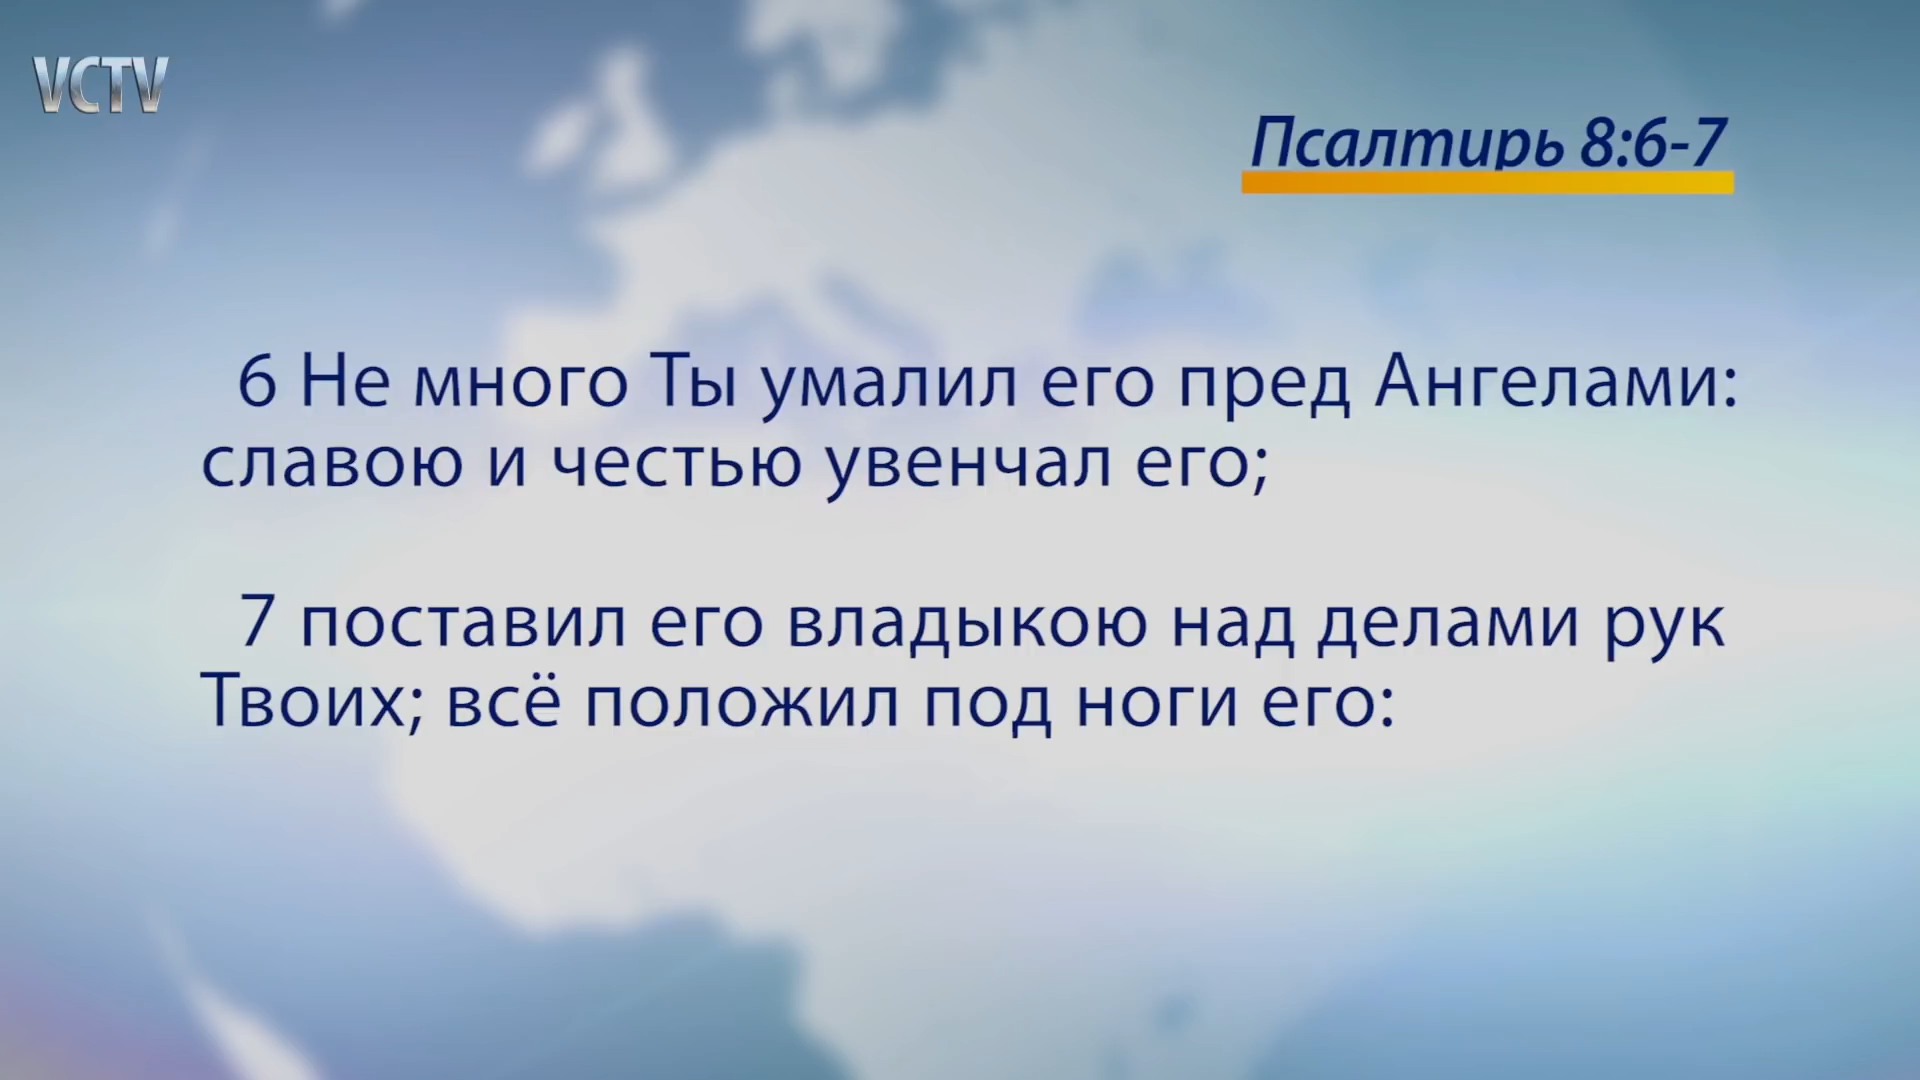 VCTV
Псалтирь 8:6-7
6 Не много Ты умалил его пред Ангелами:
славою и честью увенчал его;
7 поставил его владыкою над делами рук
Твоих; всё положил под ноги его: